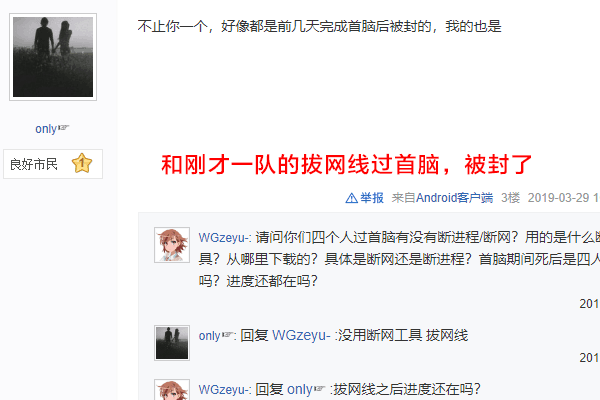 不止你一个，好像都是前几天完成首脑后被封的，我的也是
only☞
良好市民 1
和刚才一队的拔网线过首脑，被封了
举报 来自Android客户端 3楼 2019-03-29 1
WGzeyu-: 请问你们四个人过首脑有没有断进程/断网？用的是什么断
具？从哪里下载的？具体是断网还是断进程？首脑期间死后是四人
吗？进度还都在吗？
201
only☞: 回复 WGzeyu- :没用断网工具 拔网线
201
WGzeyu-: 回复 only☞ :拔网线之后进度还在吗?